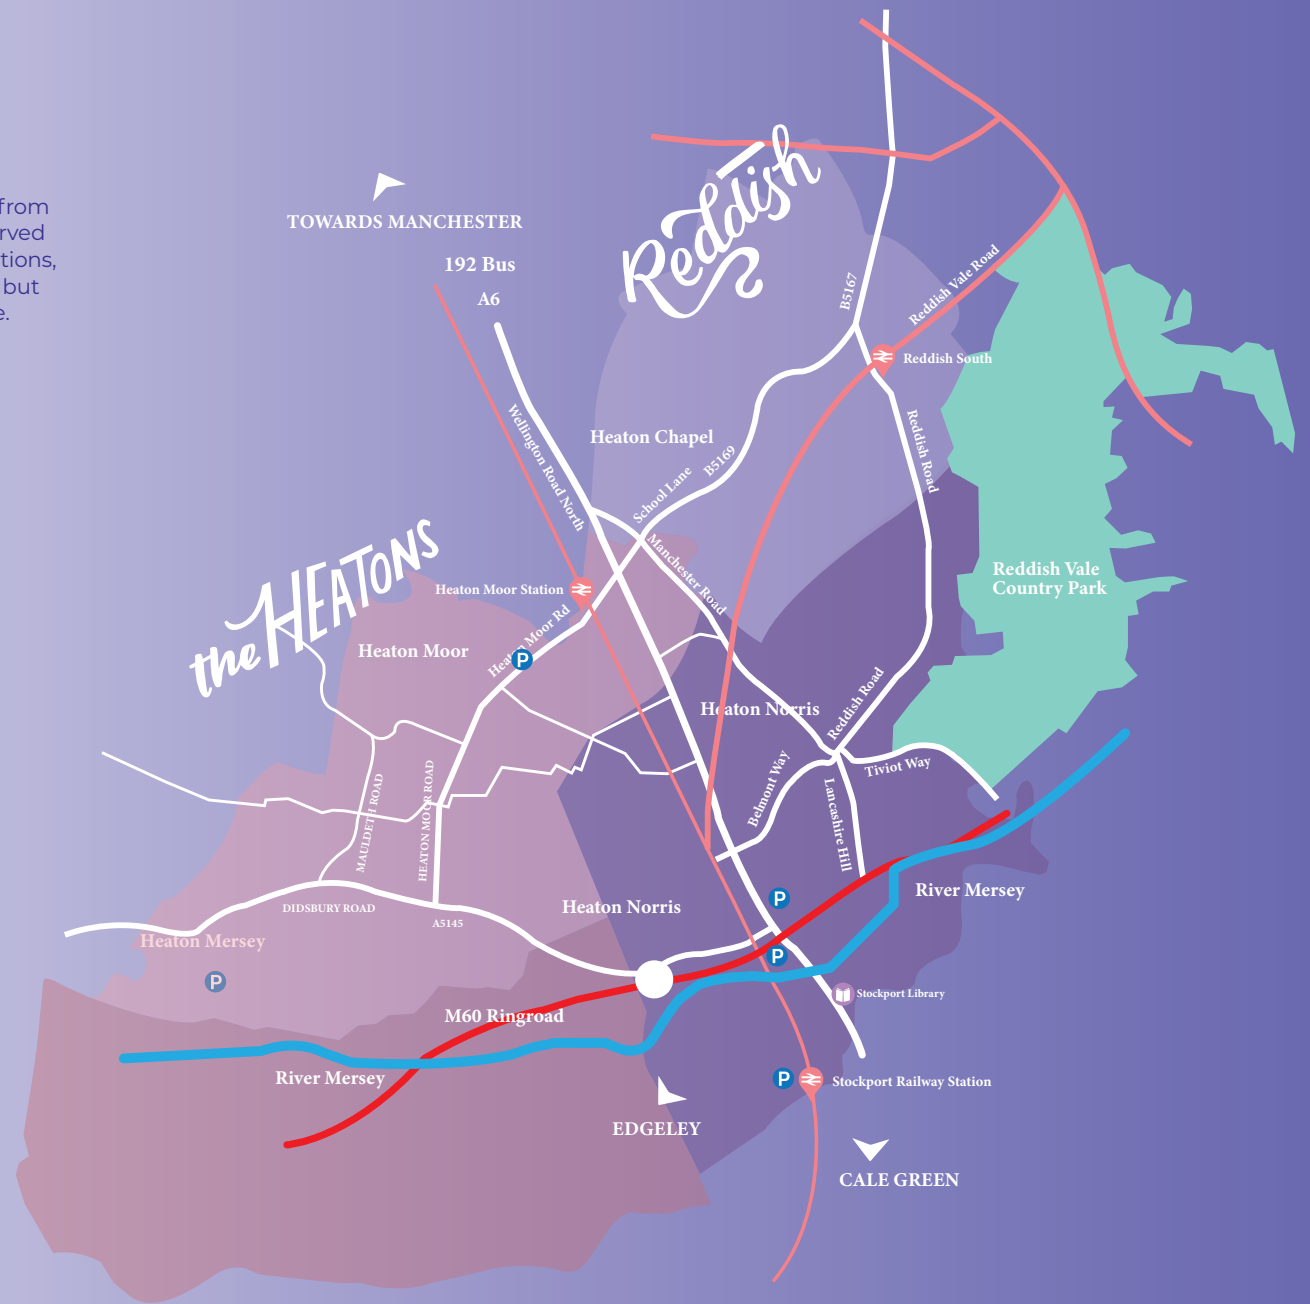 from
rved
tions,
but
e.
TOWARDS MANCHESTER
192 Bus
A6
Reddish
B5167
Reddish Vale Road
Reddish South
Wellington Road North
Heaton Chapel
School Lane
B5169
Reddish Road
Manchester Road
the HEATONS
Heaton Moor Station
Heaton Moor Rd
P
Heaton Moor
Reddish Vale
Country Park
Heaton Norris
Reddish Road
Tiviot Way
Belmont Way
Lancashire Hill
MAULDETH ROAD
HEATON MOOR ROAD
DIDSBURY ROAD
A5145
Heaton Norris
P
River Mersey
Heaton Mersey
P
P
Stockport Library
M60 Ringroad
River Mersey
P
Stockport Railway Station
EDGELEY
CALE GREEN